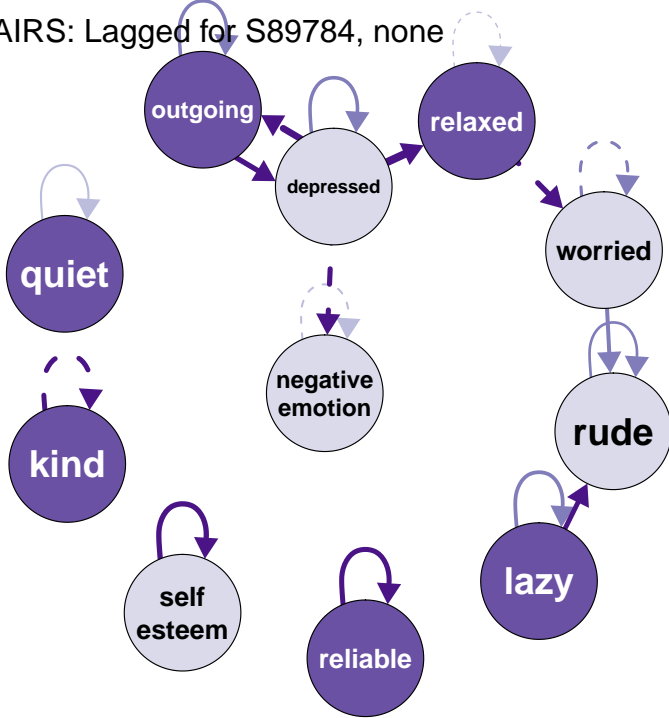 AIRS: Lagged for S89784, none
outgoing
relaxed
depressed
worried
quiet
negative
emotion
rude
kind
lazy
self
esteem
reliable